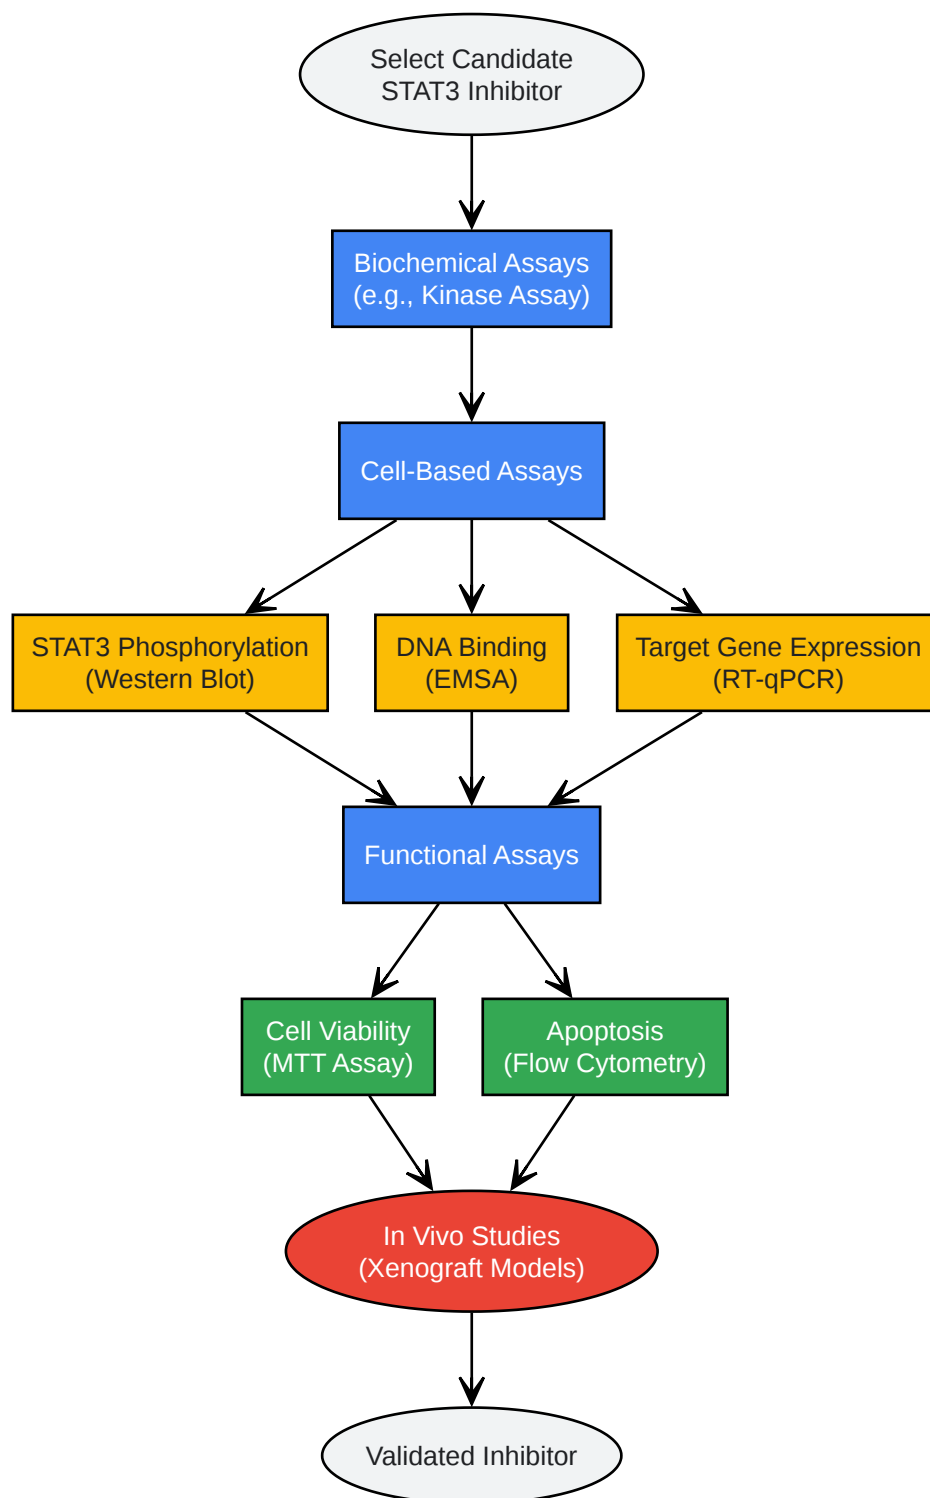 Select Candidate
STAT3 Inhibitor
Biochemical Assays
(e.g., Kinase Assay)
Cell-Based Assays
STAT3 Phosphorylation
(Western Blot)
DNA Binding
(EMSA)
Target Gene Expression
(RT-qPCR)
Functional Assays
Cell Viability
(MTT Assay)
Apoptosis
(Flow Cytometry)
In Vivo Studies
(Xenograft Models)
Validated Inhibitor